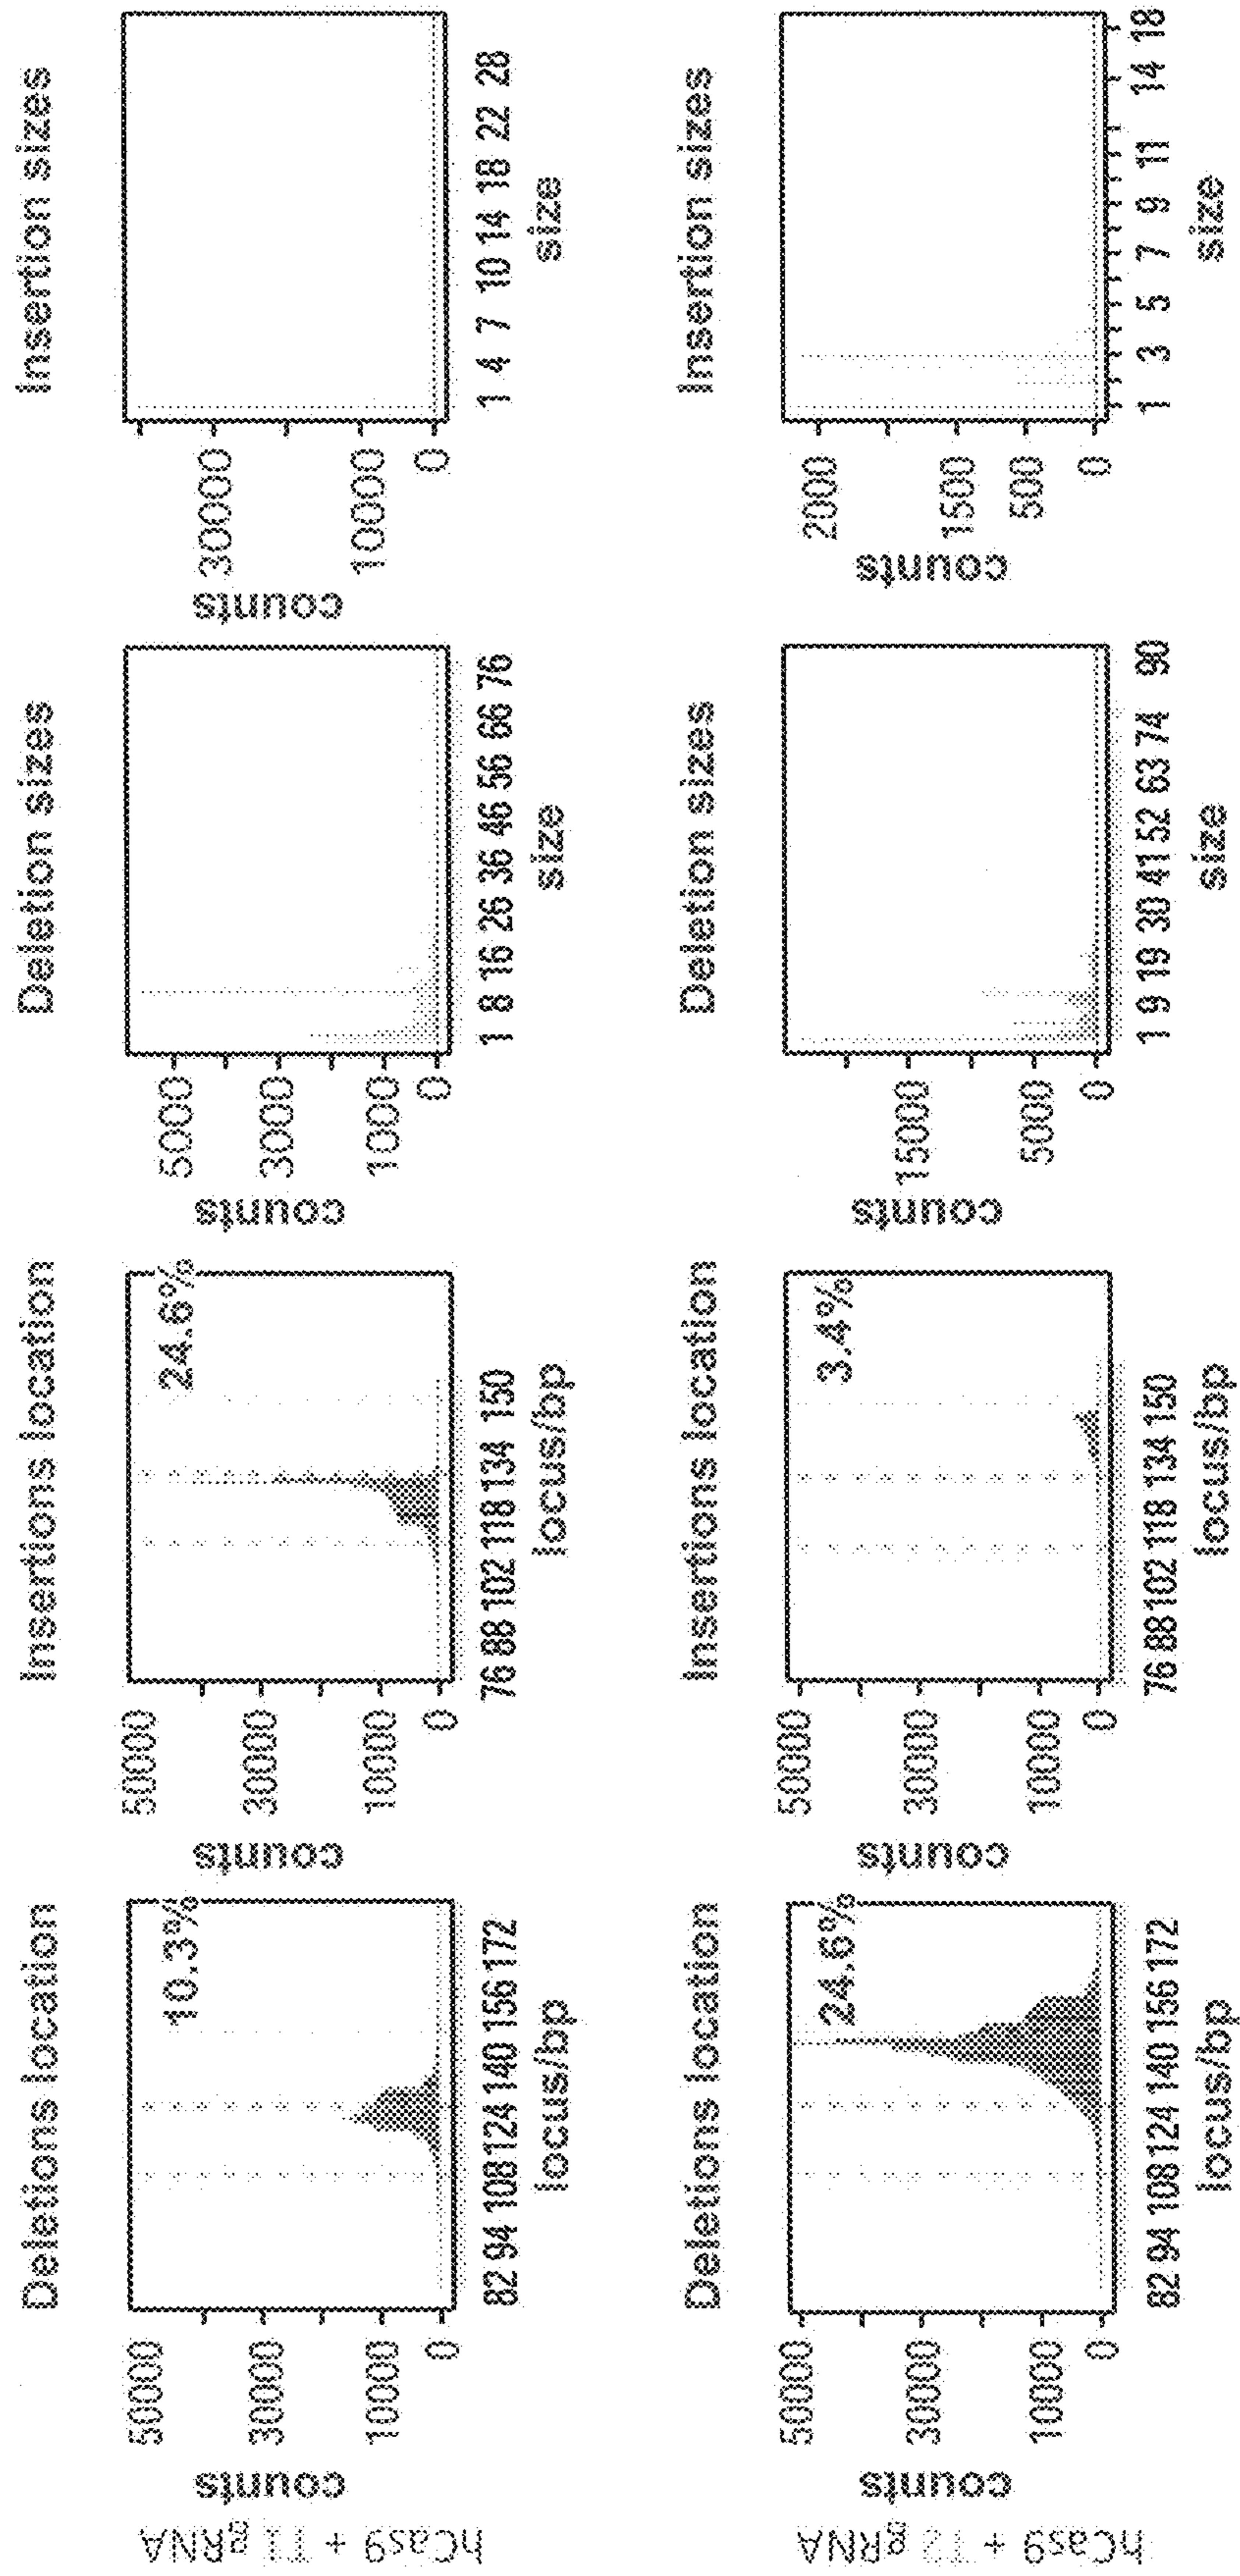 hCas9 + T1 gRNA
Deletions location
counts
50000
30000
10000
0
10.3%
82 94 108 124 140 156 172
locus/bp
Insertions location
counts
50000
30000
10000
0
24.6%
76 88 102 118 134 150
locus/bp
Deletion sizes
counts
5000
3000
1000
0
1 8 16 26 36 46 56 66 76
size
Insertion sizes
counts
30000
10000
0
1 4 7 10 14 18 22 28
size
hCas9 + T2 gRNA
Deletions location
counts
50000
30000
10000
0
24.6%
82 94 108 124 140 156 172
locus/bp
Insertions location
counts
50000
30000
10000
0
3.4%
76 88 102 118 134 150
locus/bp
Deletion sizes
counts
15000
5000
0
1 9 19 30 41 52 63 74 90
size
Insertion sizes
counts
2000
1500
500
0
1 3 5 7 9 11 14 18
size